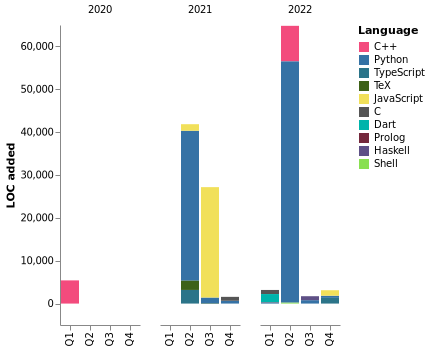 2020 2021 2022
Language
C++
Python
TypeScript
TeX
JavaScript
C
Dart
Prolog
Haskell
Shell
LOC added
60,000
50,000
40,000
30,000
20,000
10,000
0
Q1 Q2 Q3 Q4 Q1 Q2 Q3 Q4 Q1 Q2 Q3 Q4